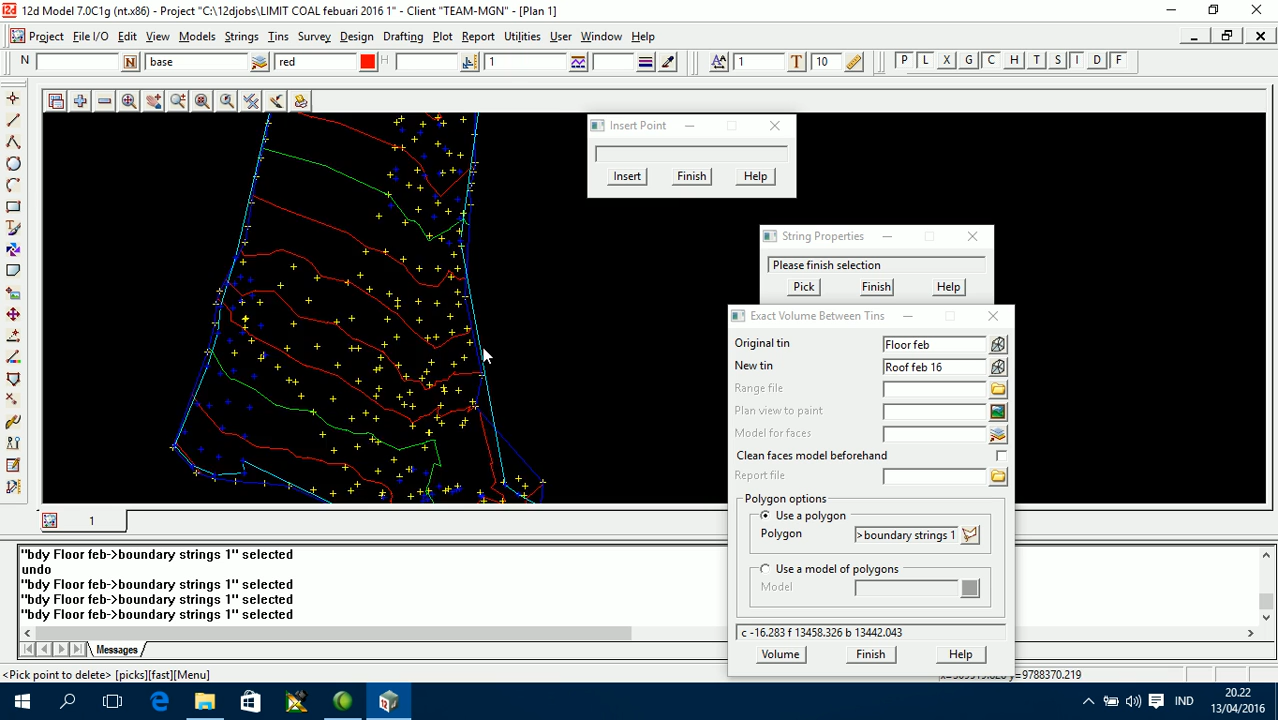 12d Model 7.0C1g (nt.x86) - Project "C:\12djobs\LIMIT COAL febuari 2016 1" - Client "TEAM-MGN" - [Plan 1]
Project File I/O Edit View Models Strings Tins Survey Design Drafting Plot Report Utilities User Window Help
N N base red H 1 1 T 10 P L X G C H T S I D F
Insert Point
Insert Finish Help
String Properties
Please finish selection
Pick Finish Help
Exact Volume Between Tins
Original tin Floor feb
New tin Roof feb 16
Range file
Plan view to paint
Model for faces
Clean faces model beforehand
Report file
Polygon options
Use a polygon
Polygon >boundary strings 1
Use a model of polygons
Model
c -16.283 f 13458.326 b 13442.043
Volume Finish Help
1
"bdy Floor feb->boundary strings 1" selected
undo
"bdy Floor feb->boundary strings 1" selected
"bdy Floor feb->boundary strings 1" selected
"bdy Floor feb->boundary strings 1" selected
Messages
<Pick point to delete> [picks][fast][Menu]
y=9788370.219
IND
20.22
13/04/2016